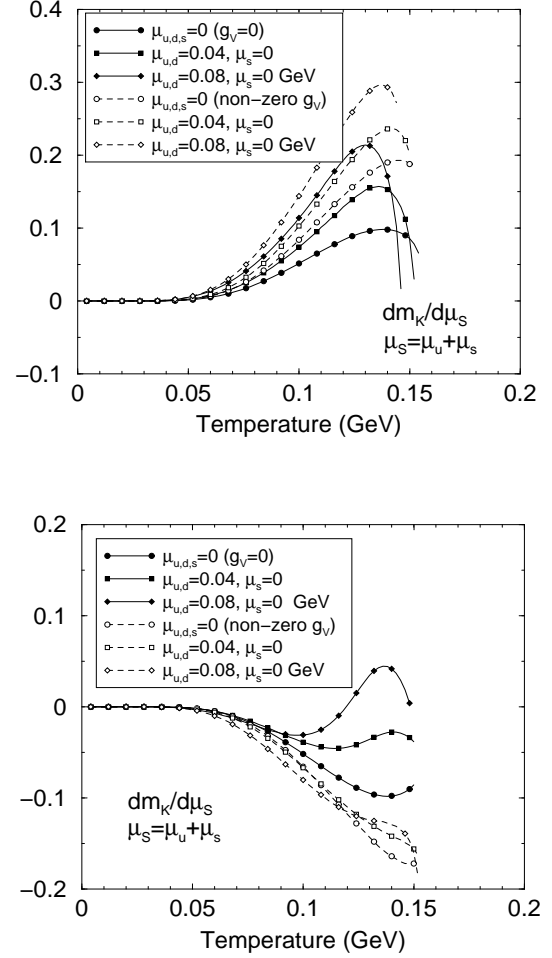 0.4
μu,d,s=0 (gV=0)
μu,d=0.04, μs=0
μu,d=0.08, μs=0 GeV
μu,d,s=0 (non−zero gV)
μu,d=0.04, μs=0
μu,d=0.08, μs=0 GeV
0.3
0.2
0.1
0
−0.1
dmK/dμS
μS=μu+μs
0 0.05 0.1 0.15 0.2
Temperature (GeV)
0.2
μu,d,s=0 (gV=0)
μu,d=0.04, μs=0
μu,d=0.08, μs=0 GeV
μu,d,s=0 (non−zero gV)
μu,d=0.04, μs=0
μu,d=0.08, μs=0 GeV
0.1
0
−0.1
−0.2
dmK/dμS
μS=μu+μs
0 0.05 0.1 0.15 0.2
Temperature (GeV)